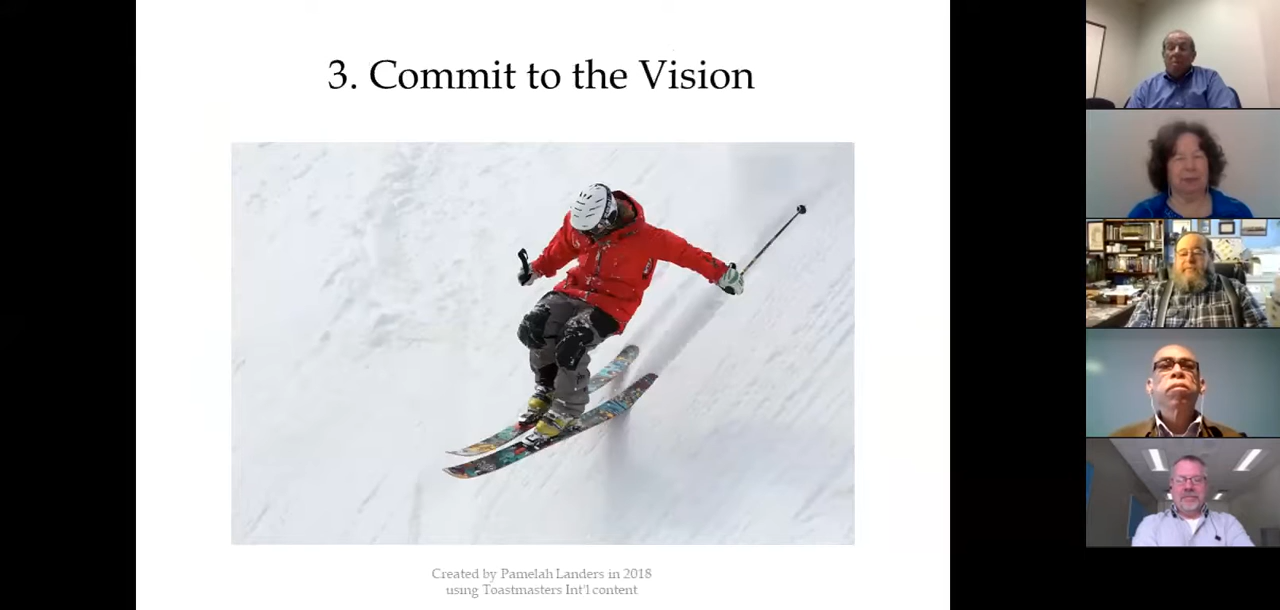 3. Commit to the Vision
Created by Pamelah Landers in 2018
using Toastmasters Int'l content